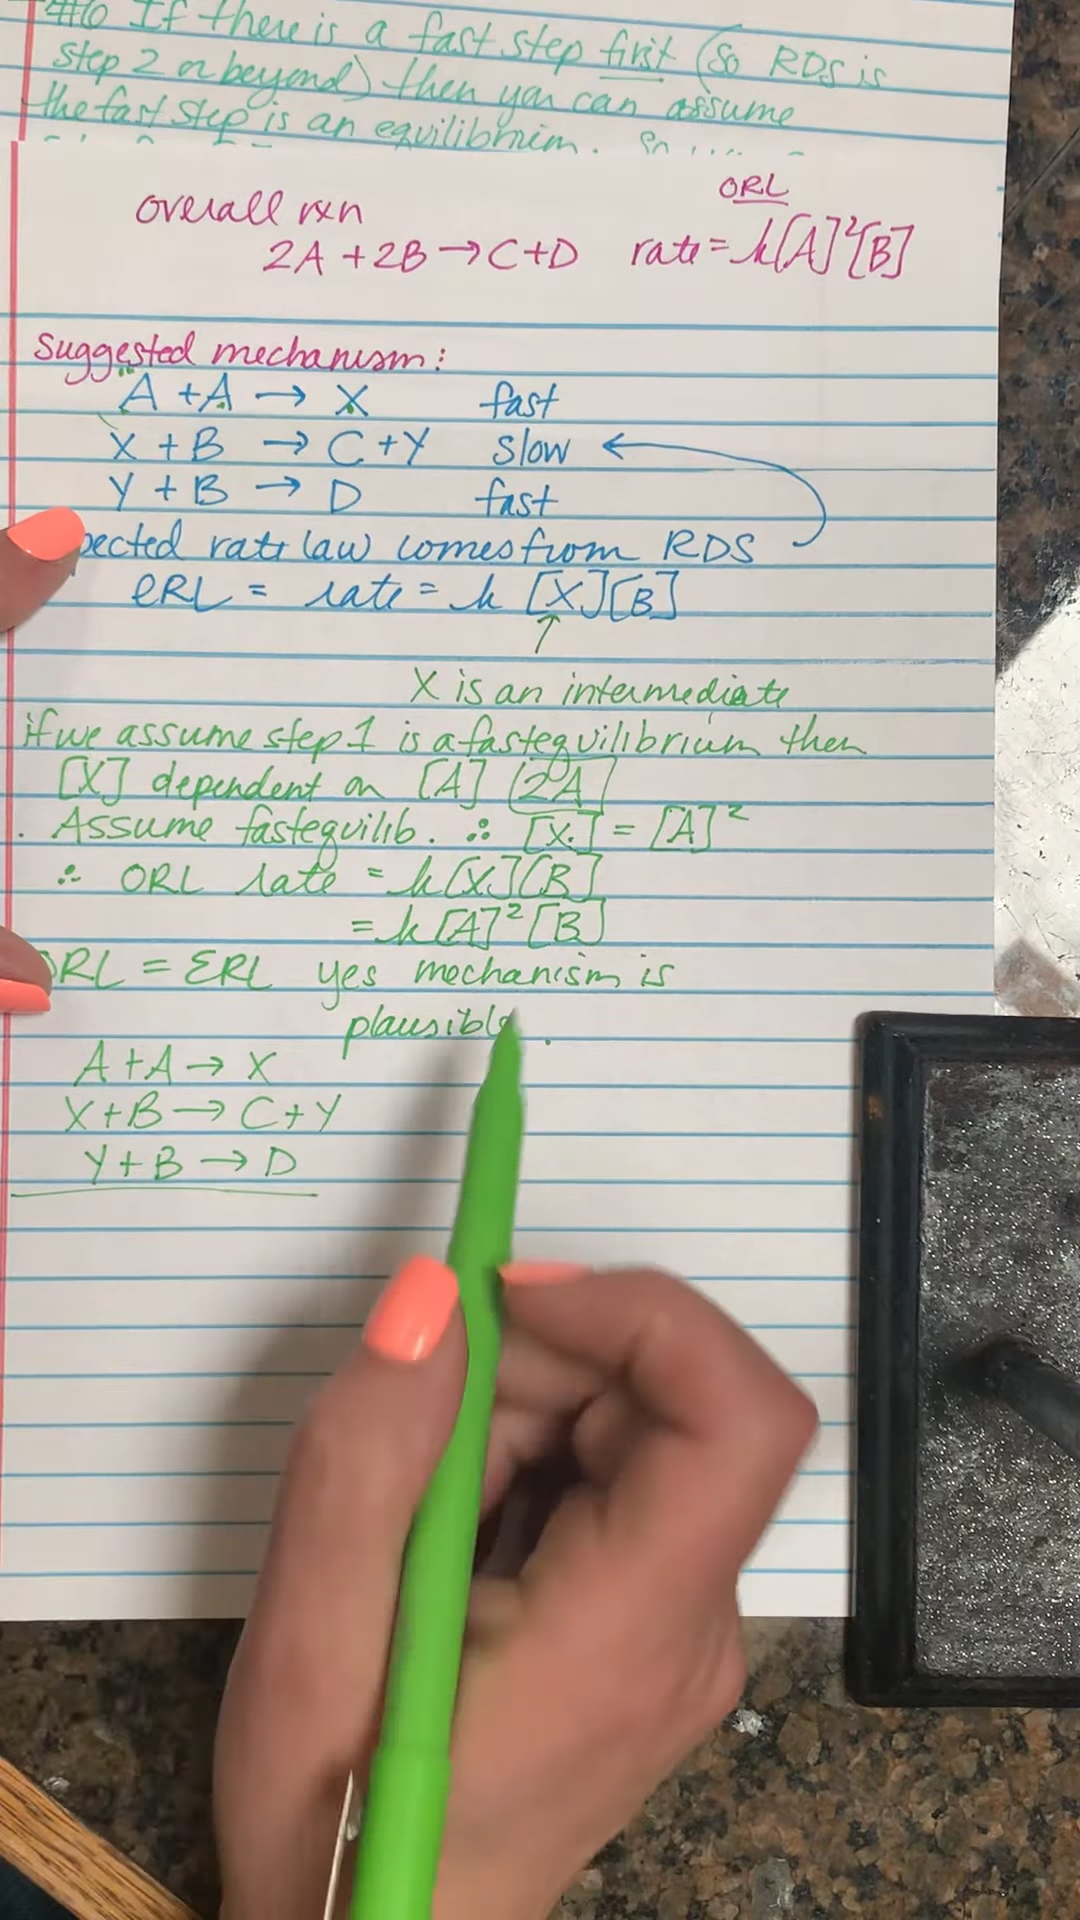 #6 If there is a fast step first (so RDS is
step 2 or beyond) then you can assume
the fast step is an equilibrium.
ORL
overall rxn
2A + 2B → C + D rate = k[A]²[B]
suggested mechanism:
A + A → X fast
X + B → C + Y slow
Y + B → D fast
pected rate law comes from RDS
ERL = rate = k [X][B]
↑
X is an intermediate
if we assume step 1 is a fast equilibrium then
[X] dependent on [A] 2A
Assume fast equilib. ∴ [X] = [A]²
∴ ORL rate = k[X][B]
= k[A]²[B]
ORL = ERL yes mechanism is
plausible.
A + A → X
X + B → C + Y
Y + B → D